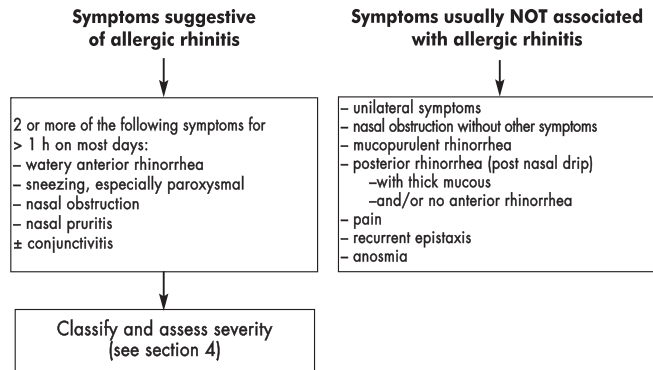 Symptoms suggestive
of allergic rhinitis
2 or more of the following symptoms for
> 1 h on most days:
– watery anterior rhinorrhea
– sneezing, especially paroxysmal
– nasal obstruction
– nasal pruritis
± conjunctivitis
Classify and assess severity
(see section 4)
Symptoms usually NOT associated
with allergic rhinitis
– unilateral symptoms
– nasal obstruction without other symptoms
– mucopurulent rhinorrhea
– posterior rhinorrhea (post nasal drip)
–with thick mucous
–and/or no anterior rhinorrhea
– pain
– recurrent epistaxis
– anosmia